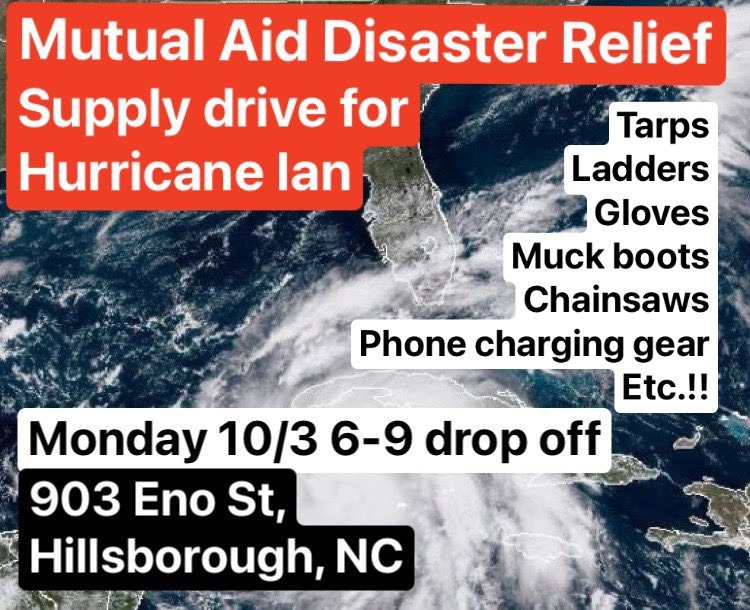 Mutual Aid Disaster Relief
Supply drive for
Hurricane Ian
Tarps
Ladders
Gloves
Muck boots
Chainsaws
Phone charging gear
Etc.!!
Monday 10/3 6-9 drop off
903 Eno St,
Hillsborough, NC